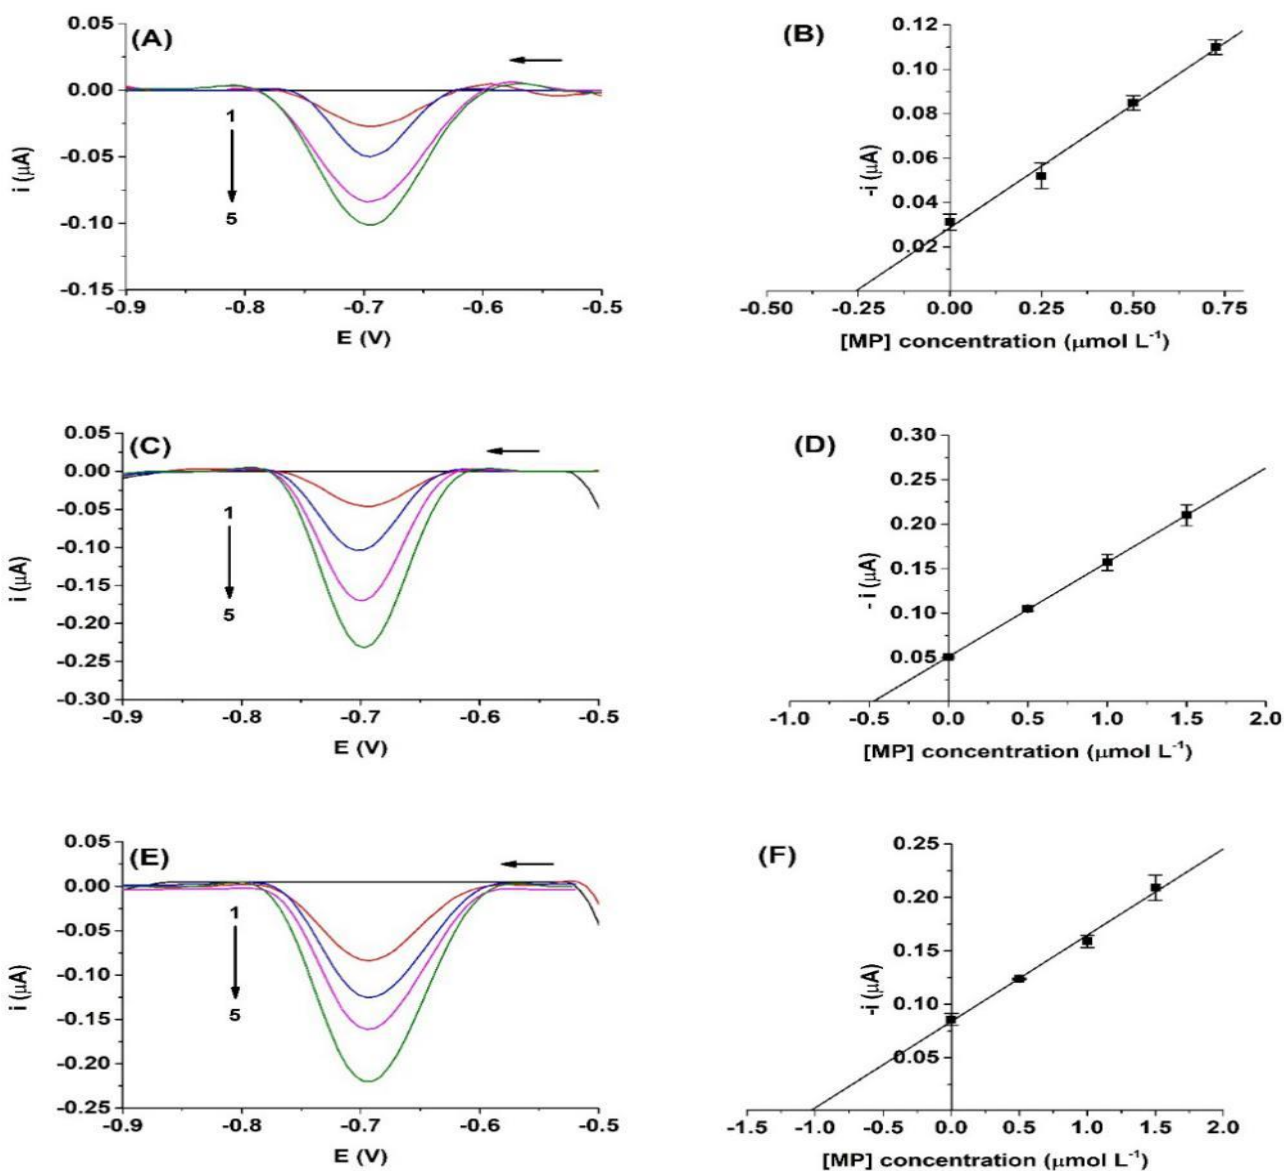 (A)
0.05
0.00
-0.05
-0.10
-0.15
i (μA)
1
5
-0.9 -0.8 -0.7 -0.6 -0.5
E (V)
(B)
0.12
0.10
0.08
0.06
0.04
0.02
-i (μA)
-0.50 -0.25 0.00 0.25 0.50 0.75
[MP] concentration (μmol L⁻¹)
(C)
0.05
0.00
-0.05
-0.10
-0.15
-0.20
-0.25
-0.30
i (μA)
1
5
-0.9 -0.8 -0.7 -0.6 -0.5
E (V)
(D)
0.30
0.25
0.20
0.15
0.10
0.05
- i (μA)
-1.0 -0.5 0.0 0.5 1.0 1.5 2.0
[MP] concentration (μmol L⁻¹)
(E)
0.05
0.00
-0.05
-0.10
-0.15
-0.20
-0.25
i (μA)
1
5
-0.9 -0.8 -0.7 -0.6 -0.5
E (V)
(F)
0.25
0.20
0.15
0.10
0.05
-i (μA)
-1.5 -1.0 -0.5 0.0 0.5 1.0 1.5 2.0
[MP] concentration (μmol L⁻¹)